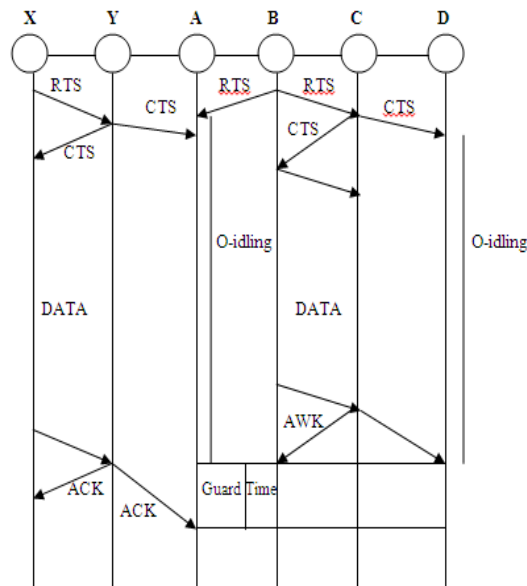 X Y A B C D
RTS
RTS
RTS
CTS
CTS
CTS
CTS
O-idling
O-idling
DATA
DATA
AWK
ACK
Guard Time
ACK